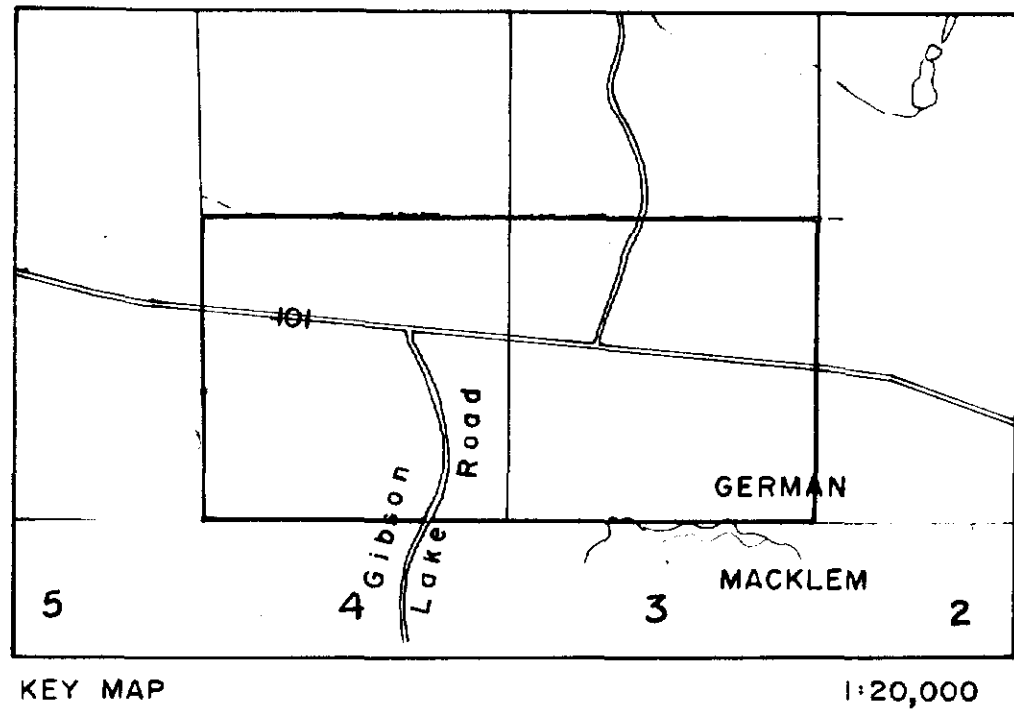 101
Gibson Lake Road
GERMAN
MACKLEM
5 4 3 2
KEY MAP 1:20,000